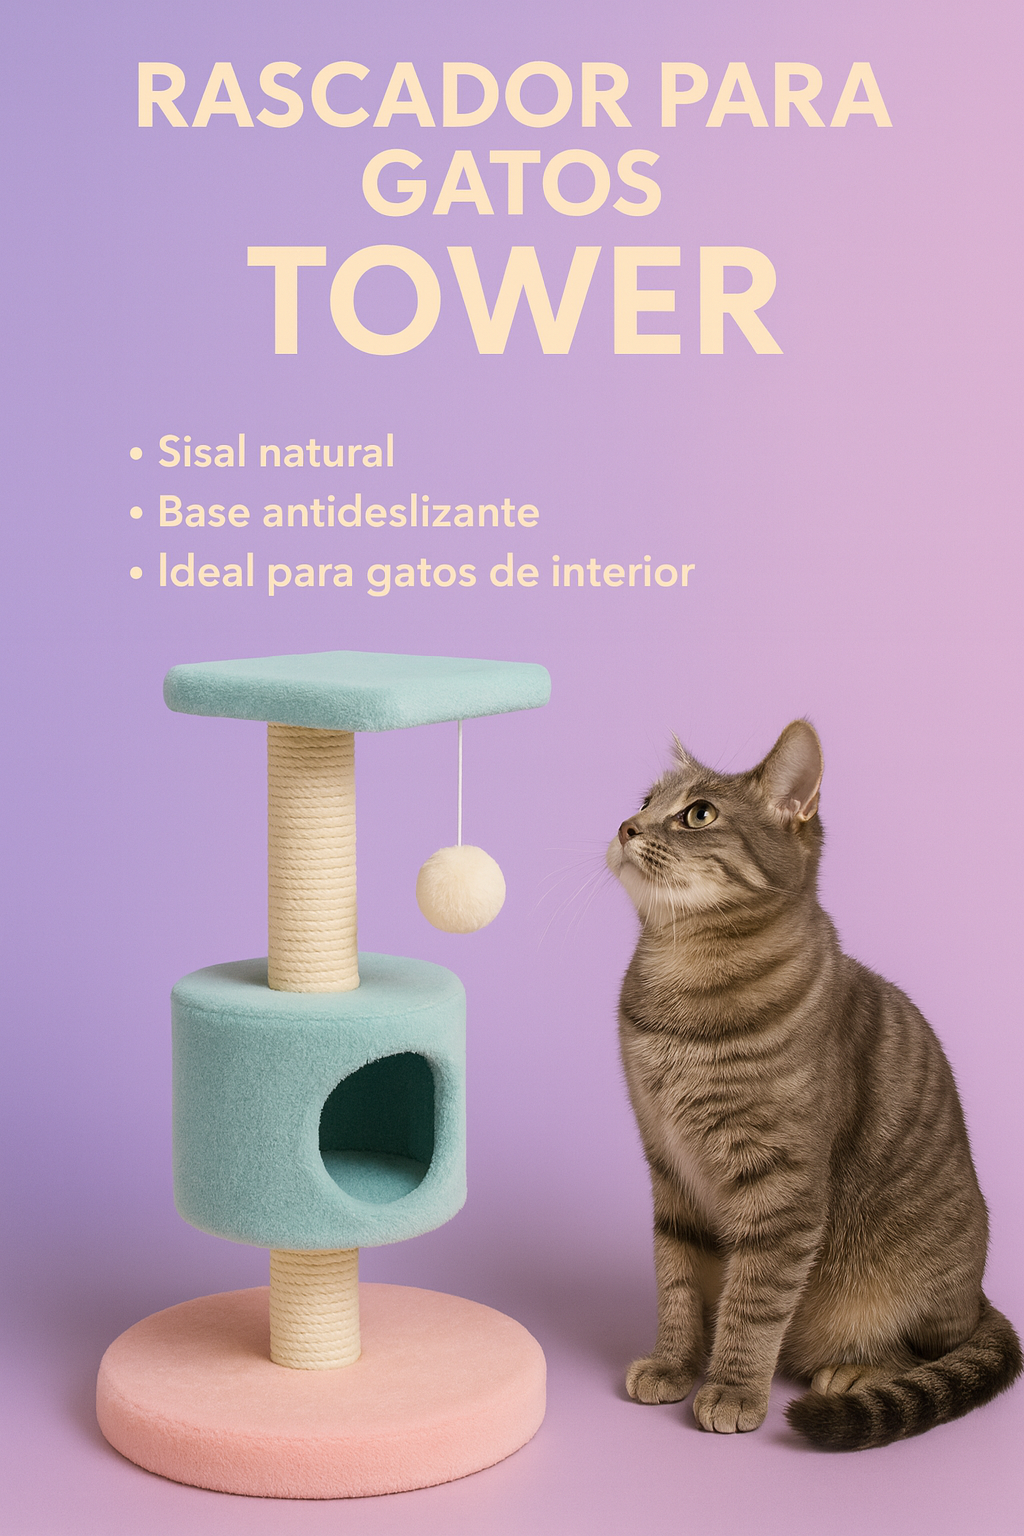 RASCADOR PARA
GATOS
TOWER
• Sisal natural
• Base antideslizante
• Ideal para gatos de interior